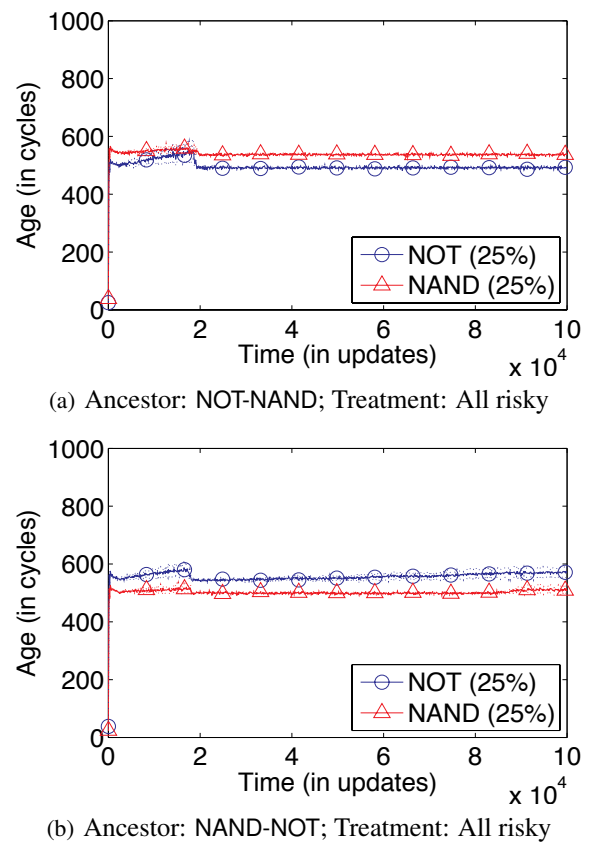 1000
800
600
400
200
0
Age (in cycles)
NOT (25%)
NAND (25%)
0 2 4 6 8 10
Time (in updates)
x 10^4
(a) Ancestor: NOT-NAND; Treatment: All risky
1000
800
600
400
200
0
Age (in cycles)
NOT (25%)
NAND (25%)
0 2 4 6 8 10
Time (in updates)
x 10^4
(b) Ancestor: NAND-NOT; Treatment: All risky